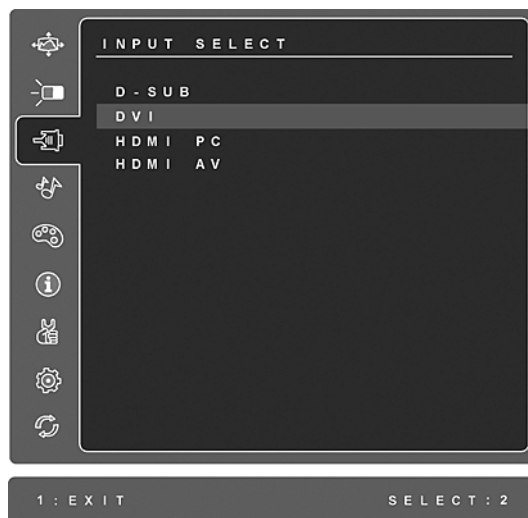 INPUT SELECT
D-SUB
DVI
HDMI PC
HDMI AV
1:EXIT SELECT:2